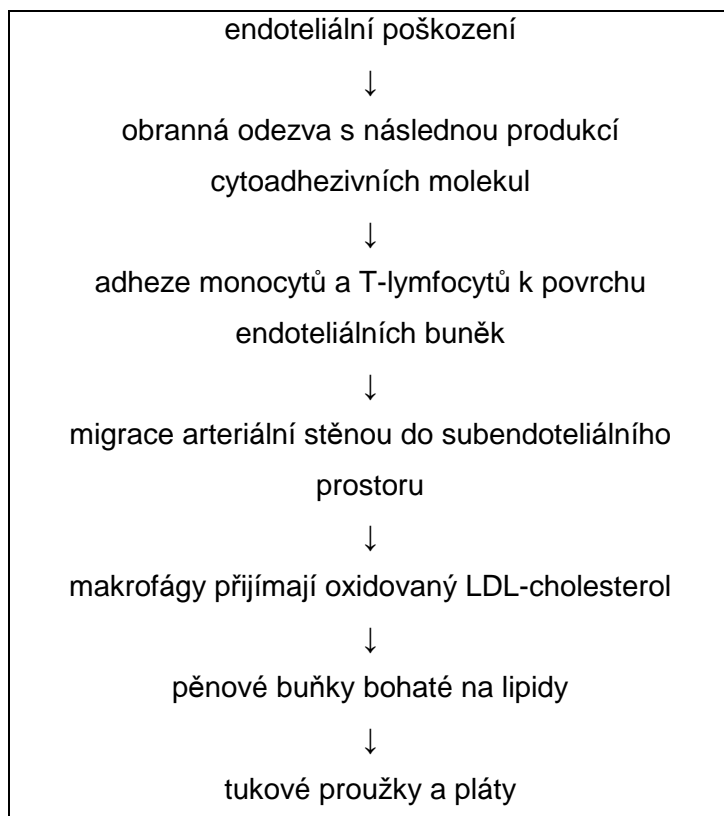 endoteliální poškození
↓
obranná odezva s následnou produkcí
cytoadhezivních molekul
↓
adheze monocytů a T-lymfocytů k povrchu
endoteliálních buněk
↓
migrace arteriální stěnou do subendoteliálního
prostoru
↓
makrofágy přijímají oxidovaný LDL-cholesterol
↓
pěnové buňky bohaté na lipidy
↓
tukové proužky a pláty